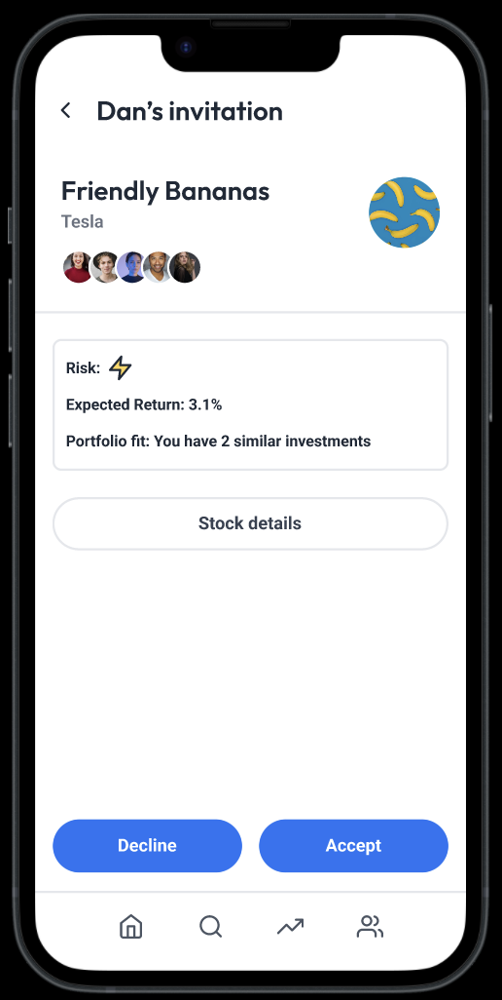 Dan’s invitation
Friendly Bananas
Tesla
Risk:
Expected Return: 3.1%
Portfolio fit: You have 2 similar investments
Stock details
Decline
Accept